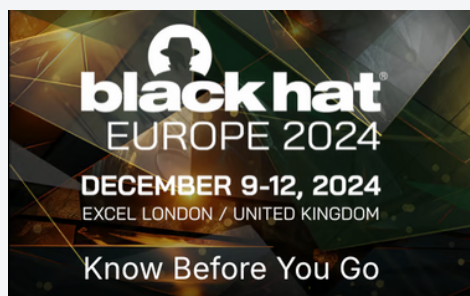 black hat®
EUROPE 2024
DECEMBER 9-12, 2024
EXCEL LONDON / UNITED KINGDOM
Know Before You Go